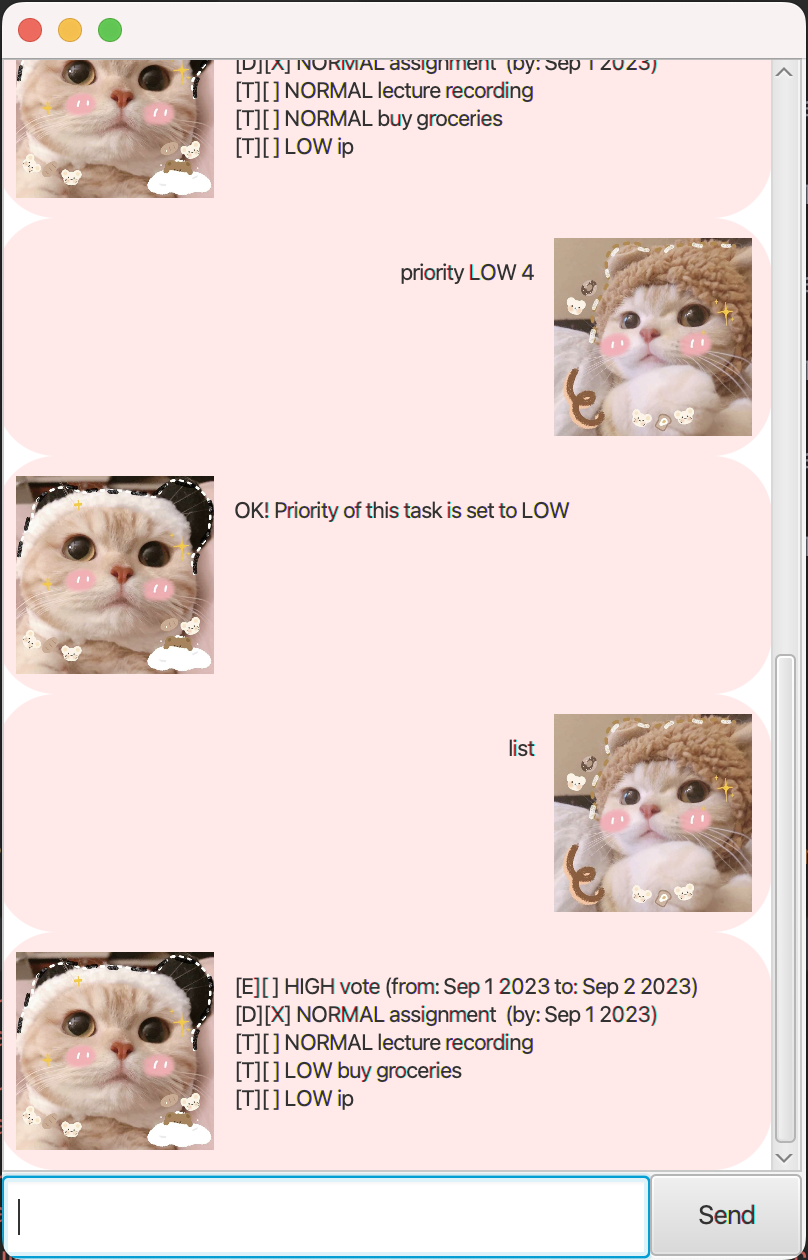 [D][X] NORMAL assignment  (by: Sep 1 2023)
[T][ ] NORMAL lecture recording
[T][ ] NORMAL buy groceries
[T][ ] LOW ip
priority LOW 4
OK! Priority of this task is set to LOW
list
[E][ ] HIGH vote (from: Sep 1 2023 to: Sep 2 2023)
[D][X] NORMAL assignment  (by: Sep 1 2023)
[T][ ] NORMAL lecture recording
[T][ ] LOW buy groceries
[T][ ] LOW ip
Send